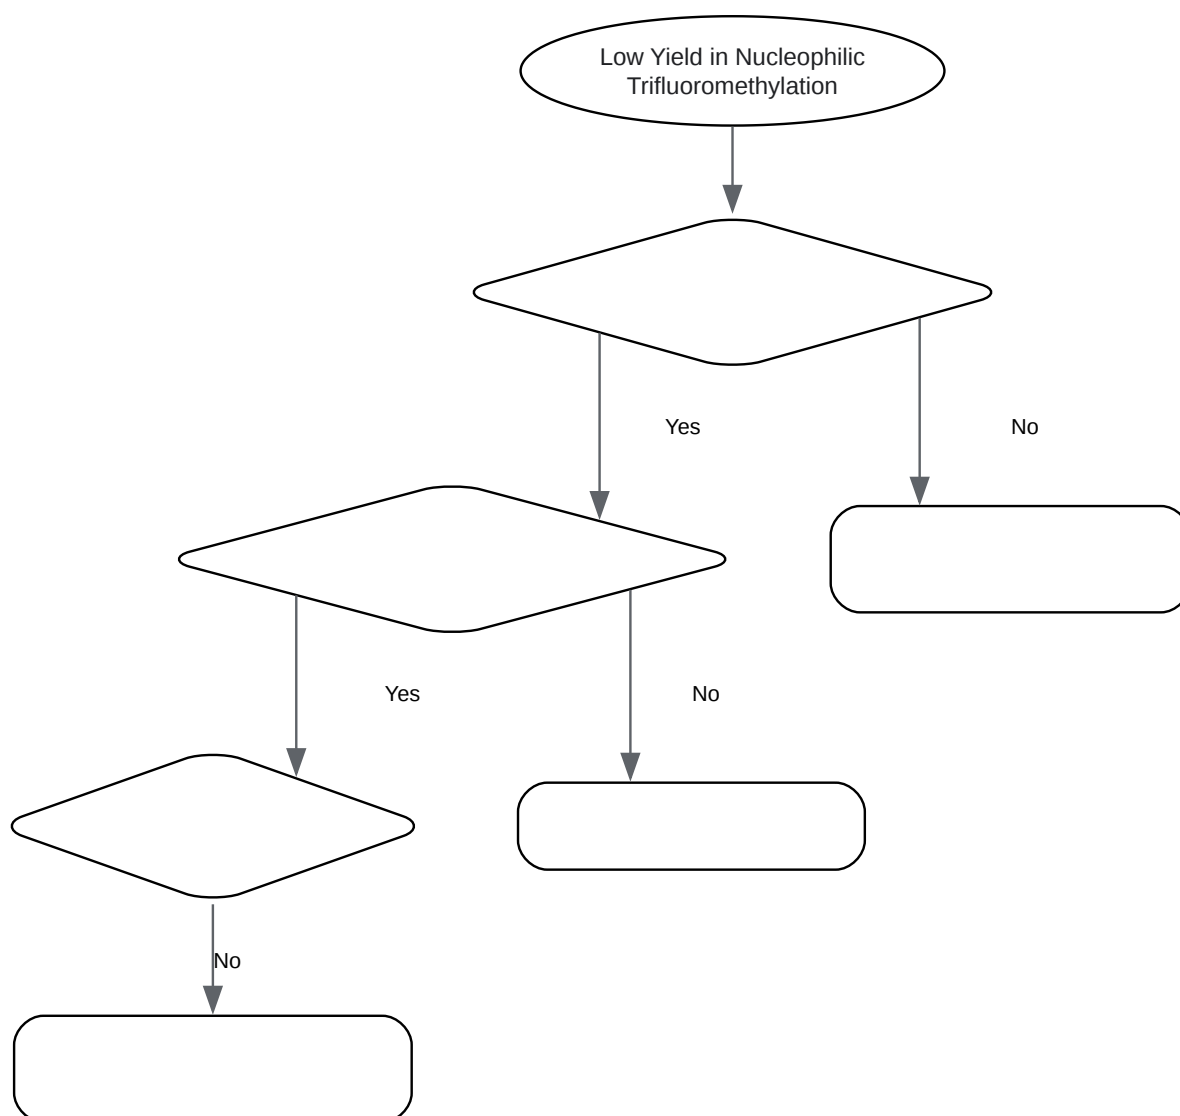 Low Yield in Nucleophilic
Trifluoromethylation
Yes
No
Yes
No
No